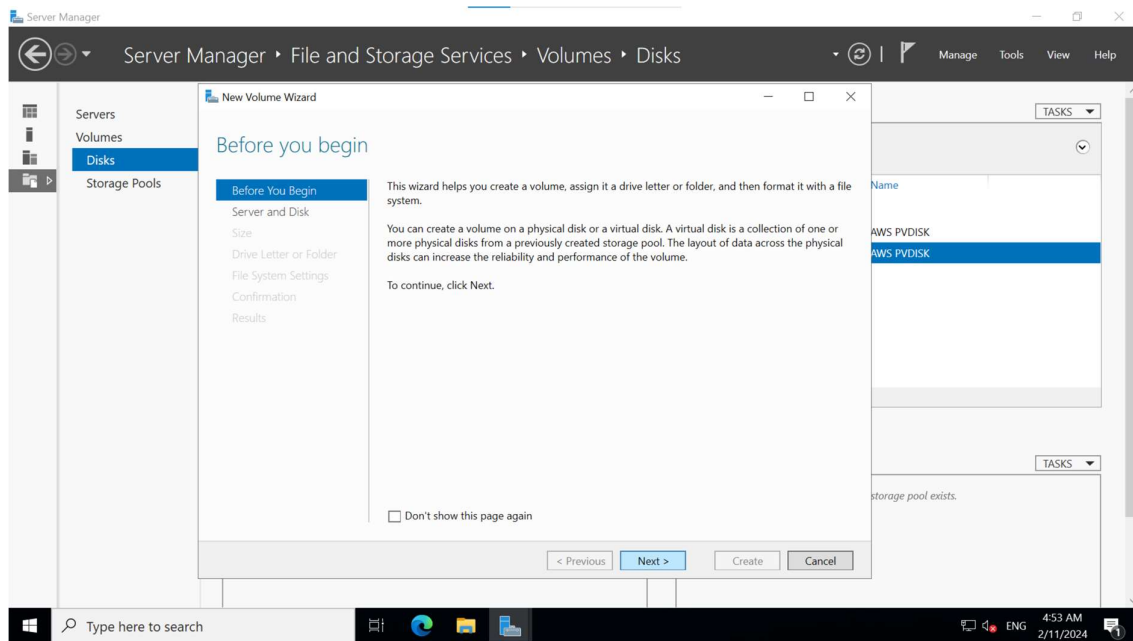 Server Manager
Server Manager ‣ File and Storage Services ‣ Volumes ‣ Disks
Manage Tools View Help
Servers
Volumes
Disks
Storage Pools
New Volume Wizard
Before you begin
Before You Begin
Server and Disk
Size
Drive Letter or Folder
File System Settings
Confirmation
Results
This wizard helps you create a volume, assign it a drive letter or folder, and then format it with a file
system.
You can create a volume on a physical disk or a virtual disk. A virtual disk is a collection of one or
more physical disks from a previously created storage pool. The layout of data across the physical
disks can increase the reliability and performance of the volume.
To continue, click Next.
Don't show this page again
< Previous Next > Create Cancel
TASKS
Name
AWS PVDISK
AWS PVDISK
TASKS
storage pool exists.
Type here to search
ENG
4:53 AM
2/11/2024
1